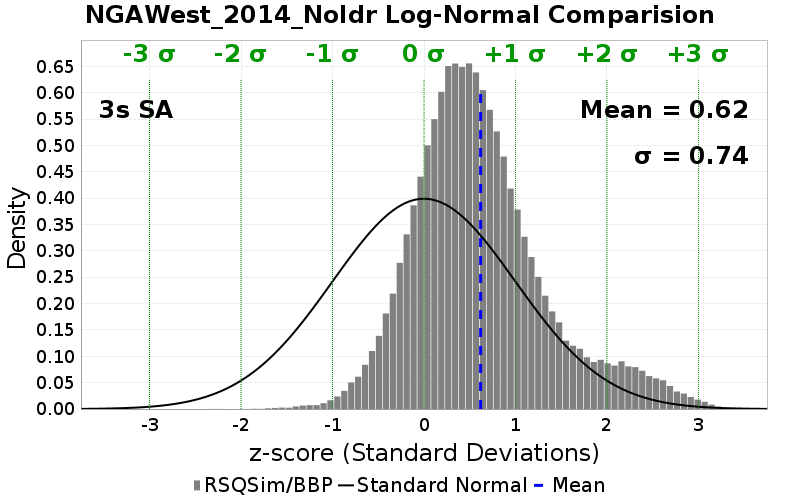 NGAWest_2014_NoIdr Log-Normal Comparision
-3 σ -2 σ -1 σ 0 σ +1 σ +2 σ +3 σ
3s SA
Mean = 0.62
σ = 0.74
Density
0.65
0.60
0.55
0.50
0.45
0.40
0.35
0.30
0.25
0.20
0.15
0.10
0.05
0.00
-3 -2 -1 0 1 2 3
z-score (Standard Deviations)
RSQSim/BBP Standard Normal Mean